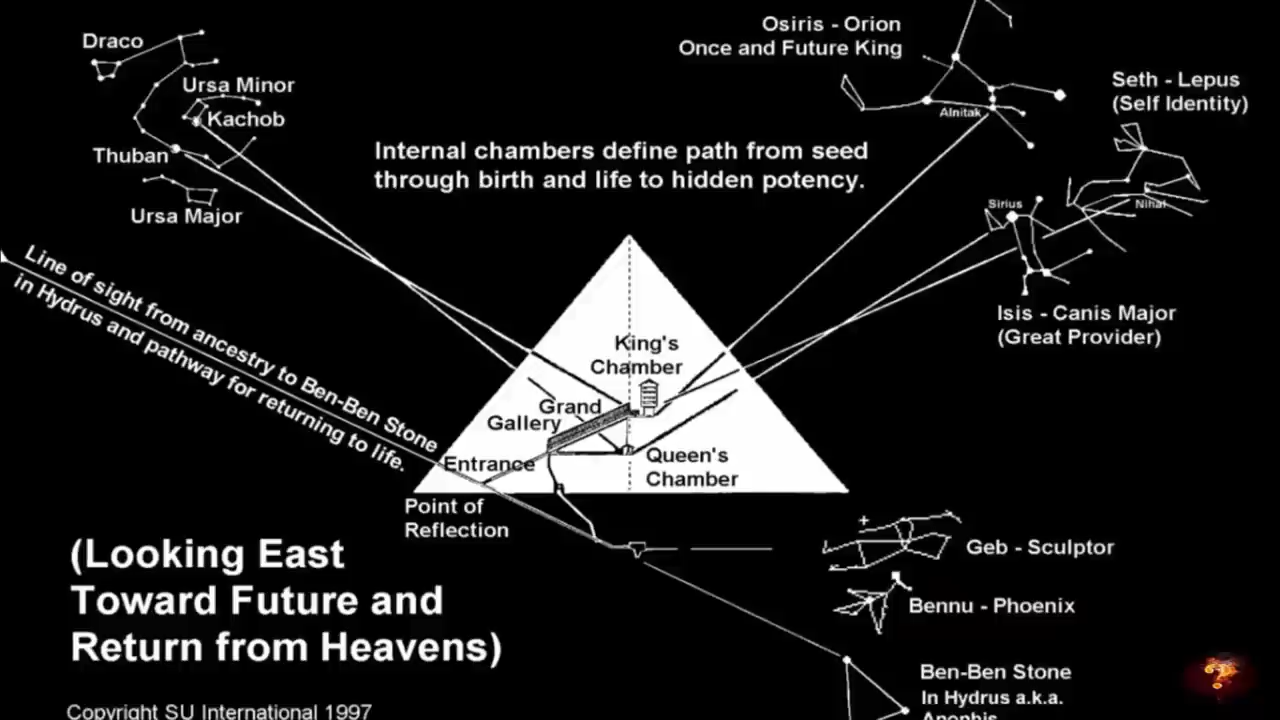 Draco
Ursa Minor
Kachob
Thuban
Ursa Major
Osiris - Orion
Once and Future King
Alnitak
Seth - Lepus
(Self Identity)
Internal chambers define path from seed
through birth and life to hidden potency.
Sirius
Nihal
Isis - Canis Major
(Great Provider)
Line of sight from ancestry to Ben-Ben Stone
in Hydrus and pathway for returning to life.
King's
Chamber
Grand
Gallery
Entrance
Queen's
Chamber
Point of
Reflection
(Looking East
Toward Future and
Return from Heavens)
Geb - Sculptor
Bennu - Phoenix
Ben-Ben Stone
In Hydrus a.k.a.
Apophis
Copyright SU International 1997